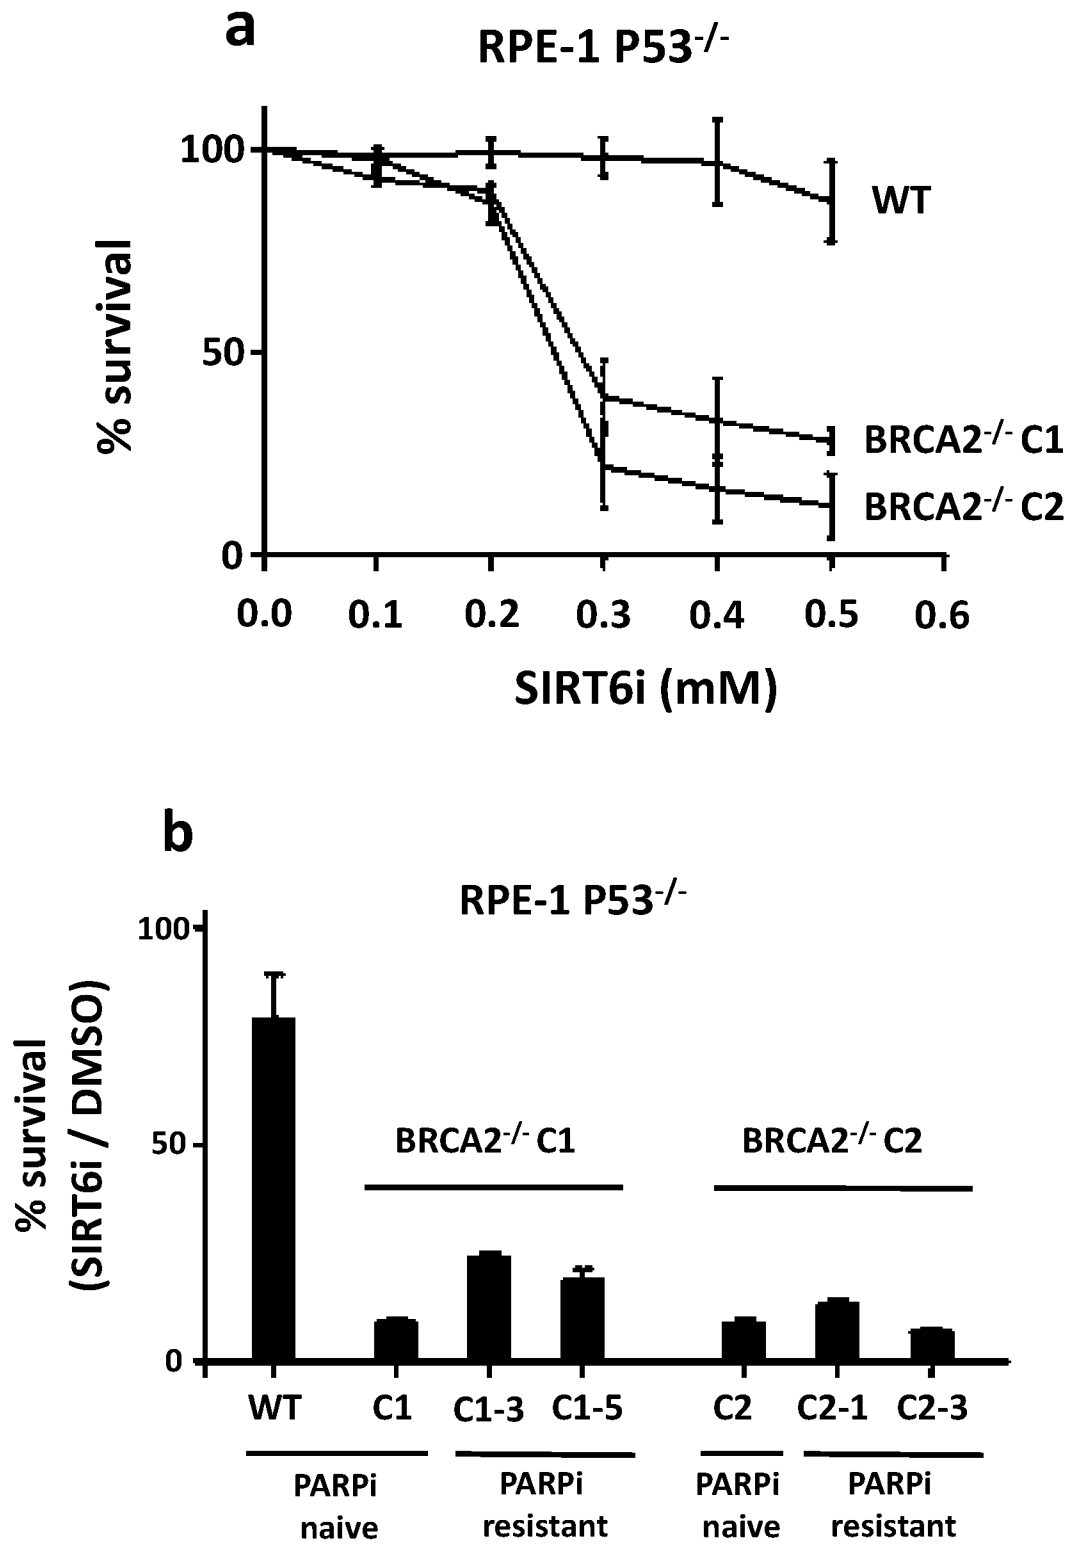 a
RPE-1 P53-/-
100
50
0
% survival
WT
BRCA2-/- C1
BRCA2-/- C2
0.0 0.1 0.2 0.3 0.4 0.5 0.6
SIRT6i (mM)
b
RPE-1 P53-/-
100
50
0
% survival
(SIRT6i / DMSO)
BRCA2-/- C1 BRCA2-/- C2
WT C1 C1-3 C1-5 C2 C2-1 C2-3
PARPi PARPi PARPi PARPi
naive resistant naive resistant